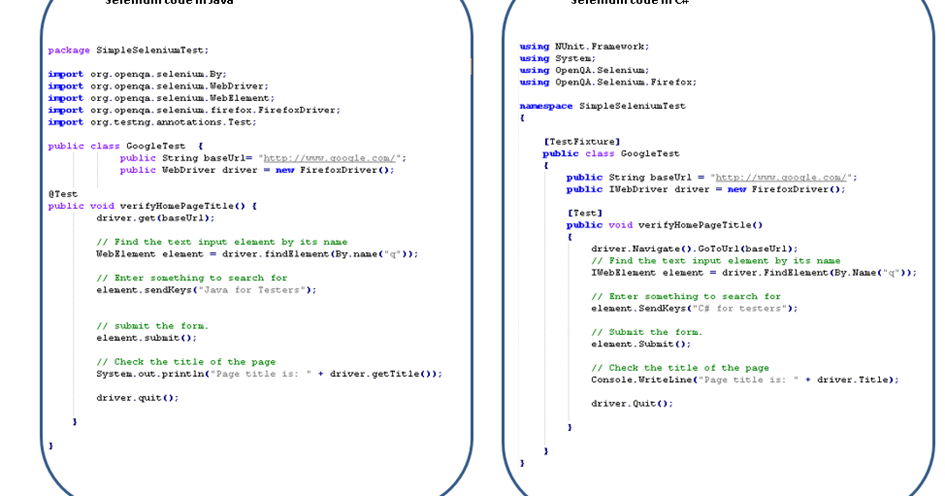 Selenium code in Java
package SimpleSeleniumTest;
import org.openqa.selenium.By;
import org.openqa.selenium.WebDriver;
import org.openqa.selenium.WebElement;
import org.openqa.selenium.firefox.FirefoxDriver;
import org.testng.annotations.Test;
public class GoogleTest {
public String baseUrl= "http://www.google.com/";
public WebDriver driver = new FirefoxDriver();
@Test
public void verifyHomePageTitle() {
driver.get(baseUrl);
// Find the text input element by its name
WebElement element = driver.findElement(By.name("q"));
// Enter something to search for
element.sendKeys("Java for Testers");
// submit the form.
element.submit();
// Check the title of the page
System.out.println("Page title is: " + driver.getTitle());
driver.quit();
}
}
Selenium code in C#
using NUnit.Framework;
using System;
using OpenQA.Selenium;
using OpenQA.Selenium.Firefox;
namespace SimpleSeleniumTest
{
[TestFixture]
public class GoogleTest
{
public String baseUrl = "http://www.google.com/";
public IWebDriver driver = new FirefoxDriver();
[Test]
public void verifyHomePageTitle()
{
driver.Navigate().GoToUrl(baseUrl);
// Find the text input element by its name
IWebElement element = driver.FindElement(By.Name("q"));
// Enter something to search for
element.SendKeys("C# for testers");
// Submit the form.
element.Submit();
// Check the title of the page
Console.WriteLine("Page title is: " + driver.Title);
driver.Quit();
}
}
}